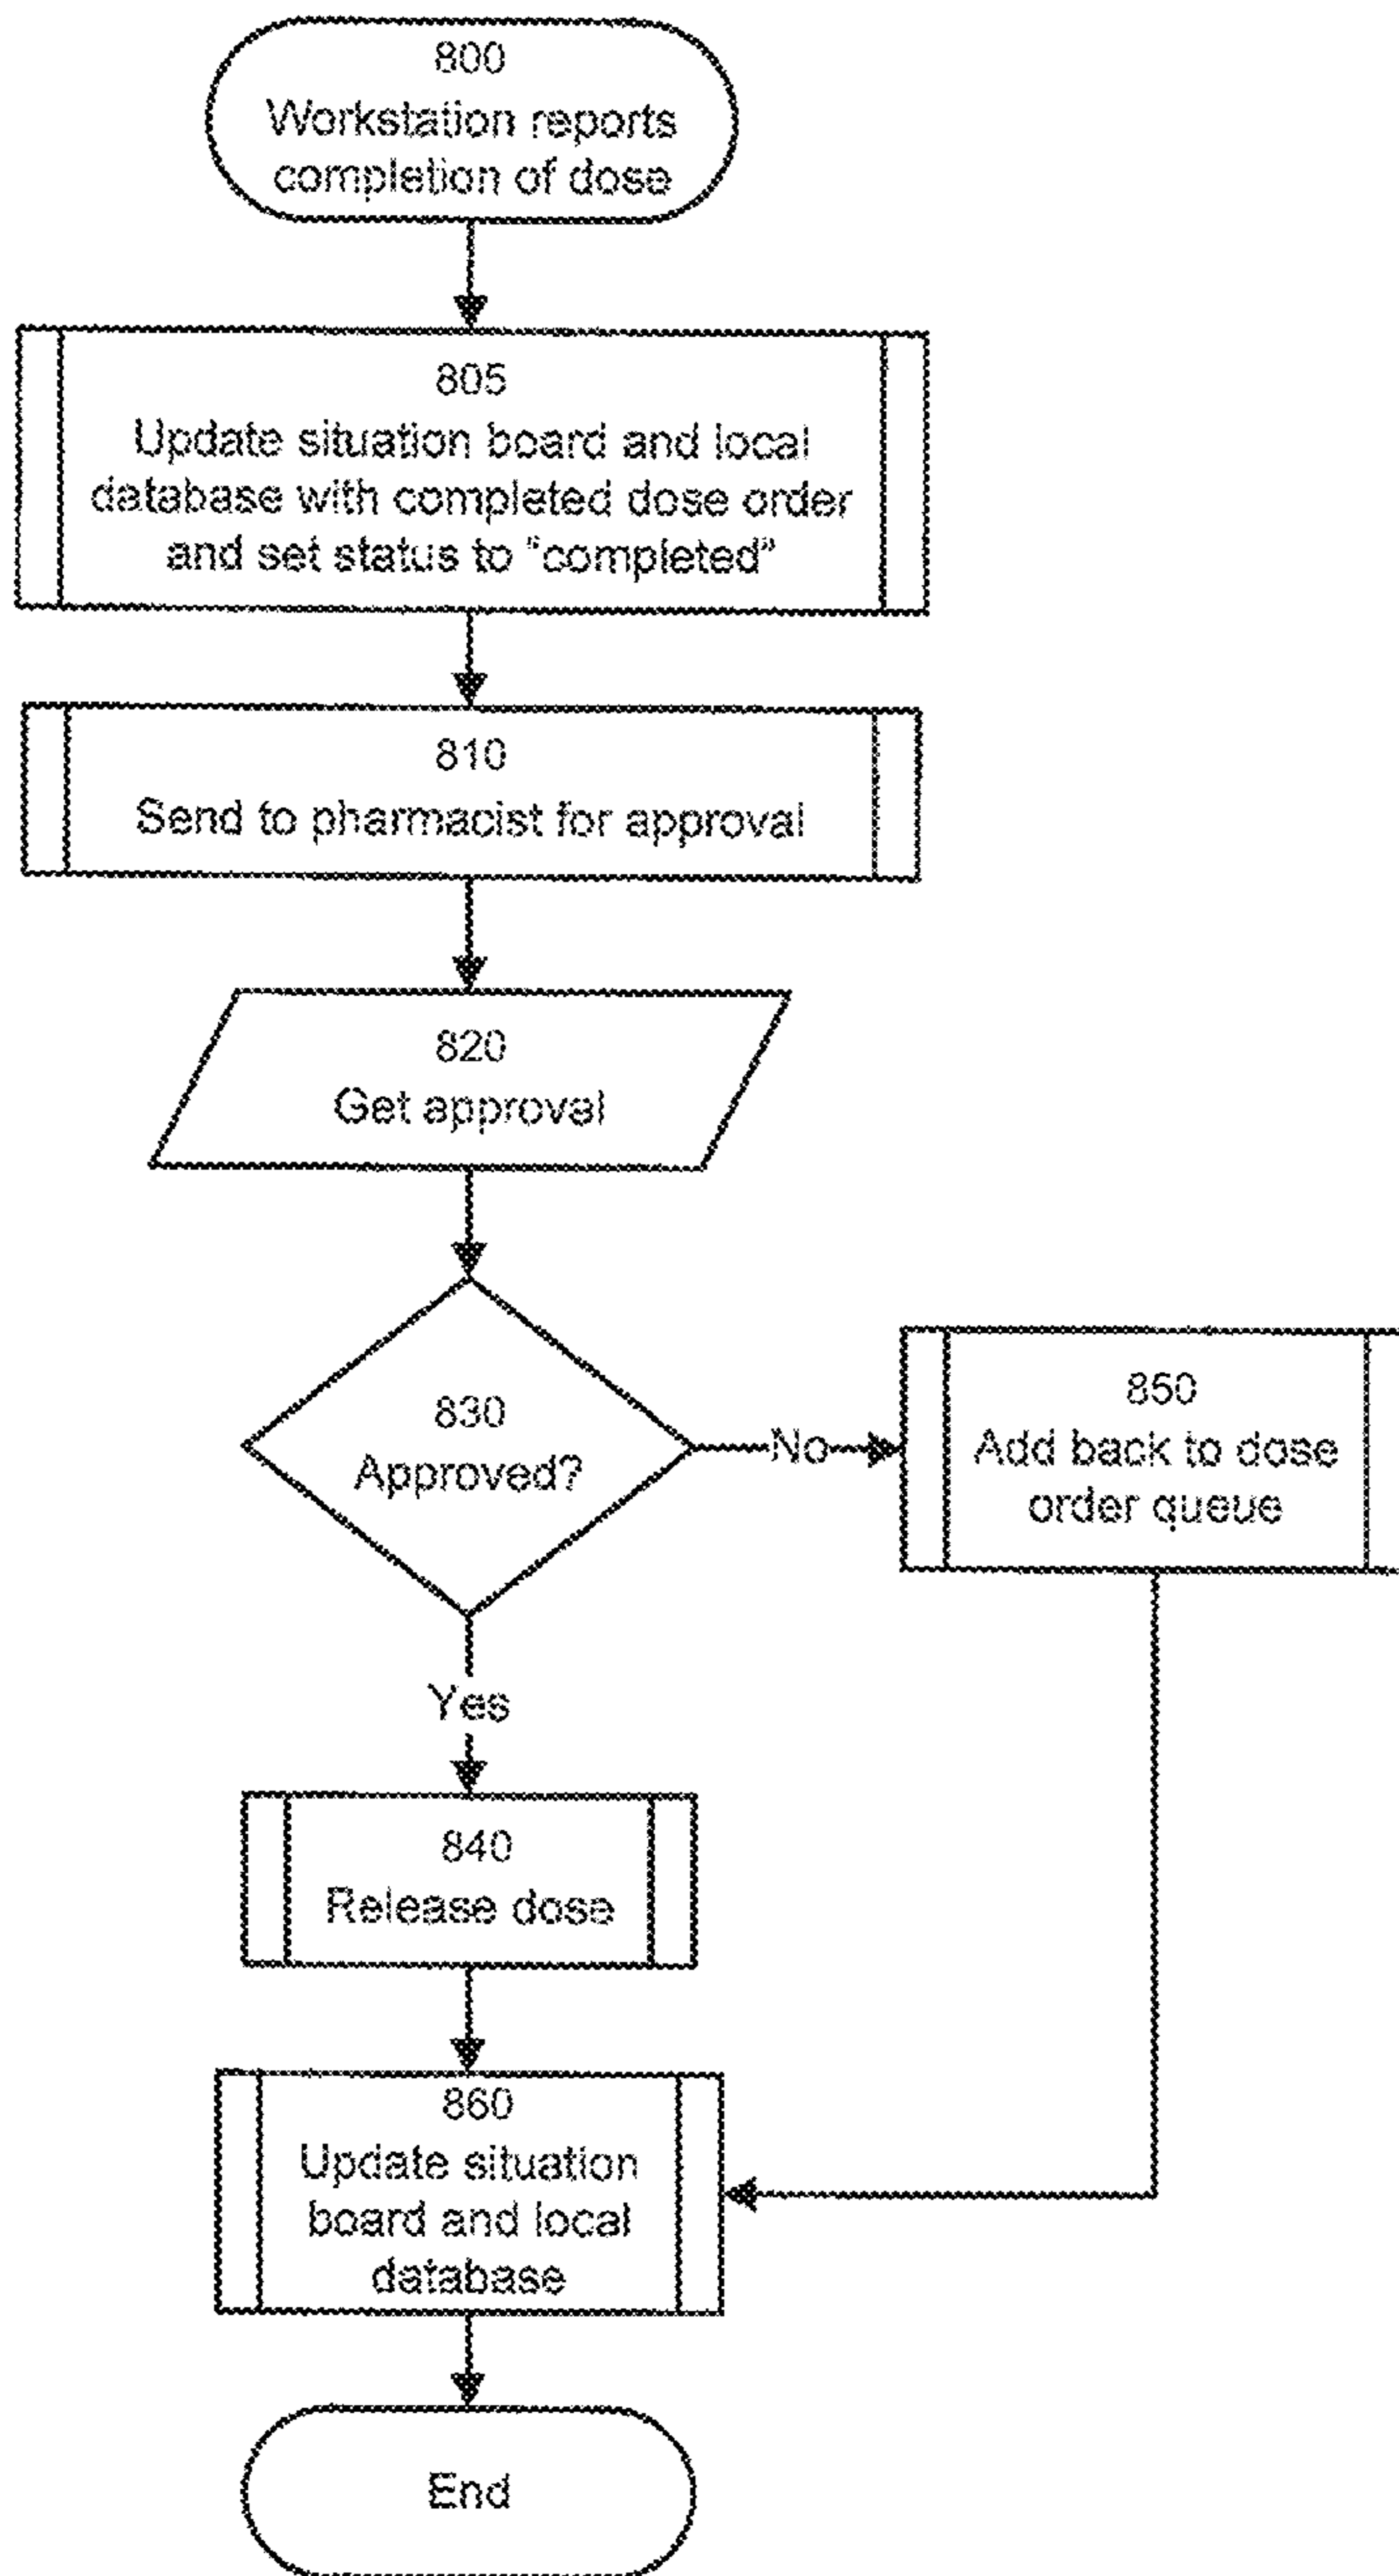 800
Workstation reports
completion of dose
805
Update situation board and local
database with completed dose order
and set status to "completed"
810
Send to pharmacist for approval
820
Get approval
830
Approved?
No
850
Add back to dose
order queue
Yes
840
Release dose
860
Update situation
board and local
database
End